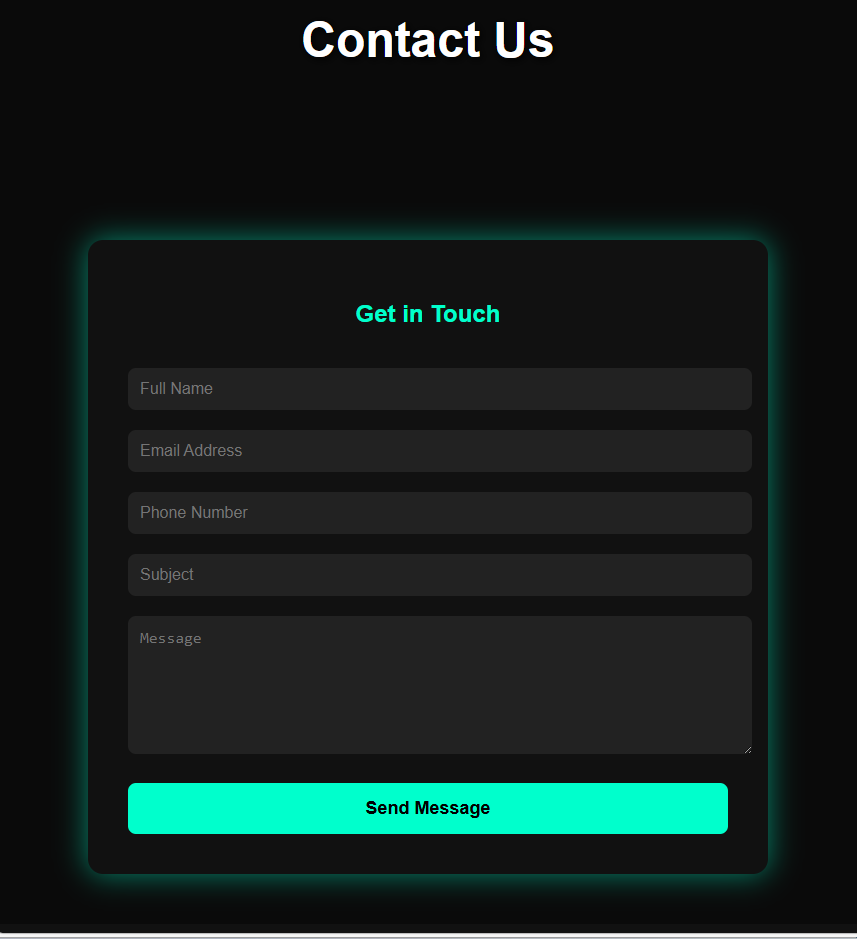 Contact Us
Get in Touch
Full Name
Email Address
Phone Number
Subject
Message
Send Message